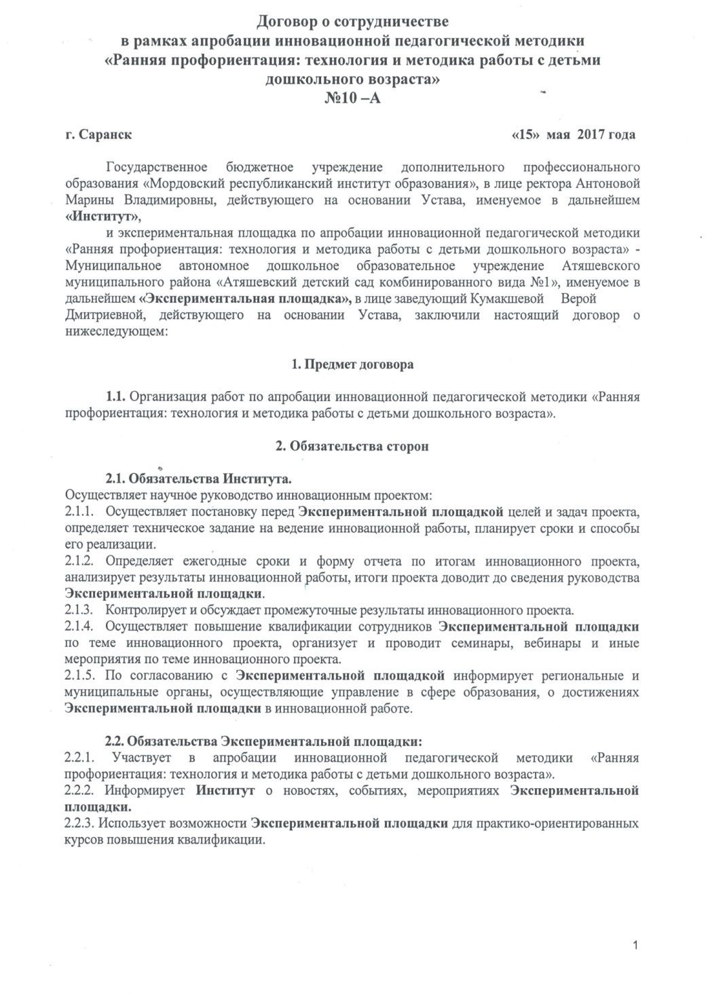 Договор о сотрудничестве
в рамках апробации инновационной педагогической методики
«Ранняя профориентация: технология и методика работы с детьми
дошкольного возраста»
№10 –А
г. Саранск «15» мая 2017 года
Государственное бюджетное учреждение дополнительного профессионального
образования «Мордовский республиканский институт образования», в лице ректора Антоновой
Марины Владимировны, действующего на основании Устава, именуемое в дальнейшем
«Институт»,
и экспериментальная площадка по апробации инновационной педагогической методики
«Ранняя профориентация: технология и методика работы с детьми дошкольного возраста» -
Муниципальное автономное дошкольное образовательное учреждение Атяшевского
муниципального района «Атяшевский детский сад комбинированного вида №1», именуемое в
дальнейшем «Экспериментальная площадка», в лице заведующий Кумакшевой Верой
Дмитриевной, действующего на основании Устава, заключили настоящий договор о
нижеследующем:
1. Предмет договора
1.1. Организация работ по апробации инновационной педагогической методики «Ранняя
профориентация: технология и методика работы с детьми дошкольного возраста».
2. Обязательства сторон
2.1. Обязательства Института.
Осуществляет научное руководство инновационным проектом:
2.1.1. Осуществляет постановку перед Экспериментальной площадкой целей и задач проекта,
определяет техническое задание на ведение инновационной работы, планирует сроки и способы
его реализации.
2.1.2. Определяет ежегодные сроки и форму отчета по итогам инновационного проекта,
анализирует результаты инновационной работы, итоги проекта доводит до сведения руководства
Экспериментальной площадки.
2.1.3. Контролирует и обсуждает промежуточные результаты инновационного проекта.
2.1.4. Осуществляет повышение квалификации сотрудников Экспериментальной площадки
по теме инновационного проекта, организует и проводит семинары, вебинары и иные
мероприятия по теме инновационного проекта.
2.1.5. По согласованию с Экспериментальной площадкой информирует региональные и
муниципальные органы, осуществляющие управление в сфере образования, о достижениях
Экспериментальной площадки в инновационной работе.
2.2. Обязательства Экспериментальной площадки:
2.2.1. Участвует в апробации инновационной педагогической методики «Ранняя
профориентация: технология и методика работы с детьми дошкольного возраста».
2.2.2. Информирует Институт о новостях, событиях, мероприятиях Экспериментальной
площадки.
2.2.3. Использует возможности Экспериментальной площадки для практико-ориентированных
курсов повышения квалификации.
1